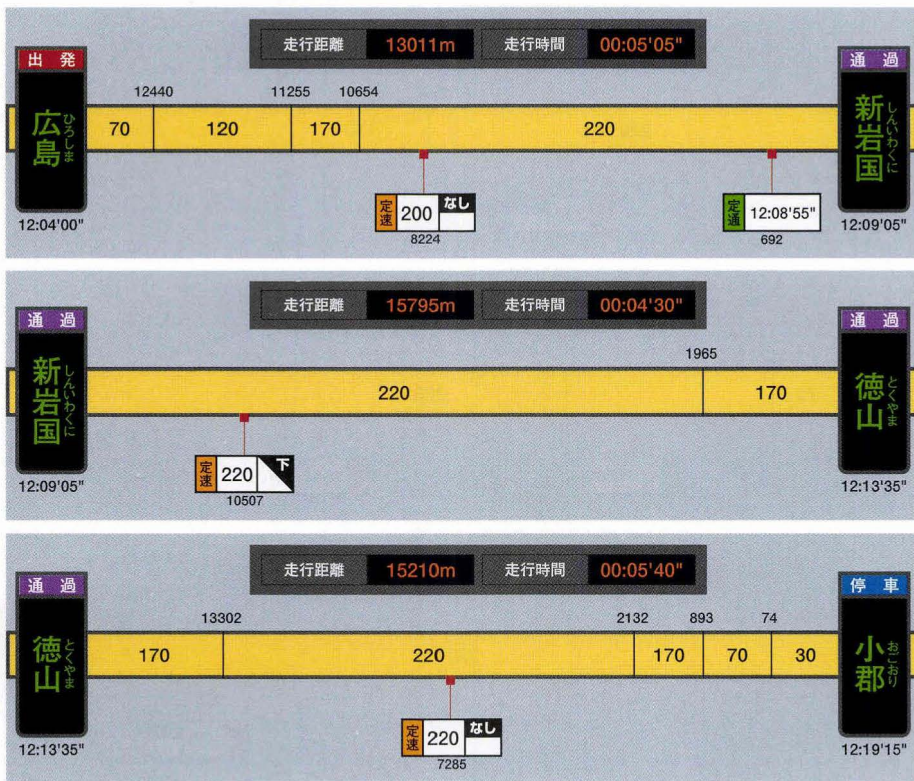 走行距離 13011m 走行時間 00:05'05"
出発
通過
広島
ひろしま
新岩国
しんいわくに
12440 11255 10654
70 120 170 220
定速 200 なし
8224
定通 12:08'55"
692
12:04'00"
12:09'05"
走行距離 15795m 走行時間 00:04'30"
通過
通過
新岩国
しんいわくに
徳山
とくやま
1965
220 170
定速 220 下
10507
12:09'05"
12:13'35"
走行距離 15210m 走行時間 00:05'40"
通過
停車
徳山
とくやま
小郡
おごおり
13302 2132 893 74
170 220 170 70 30
定速 220 なし
7285
12:13'35"
12:19'15"